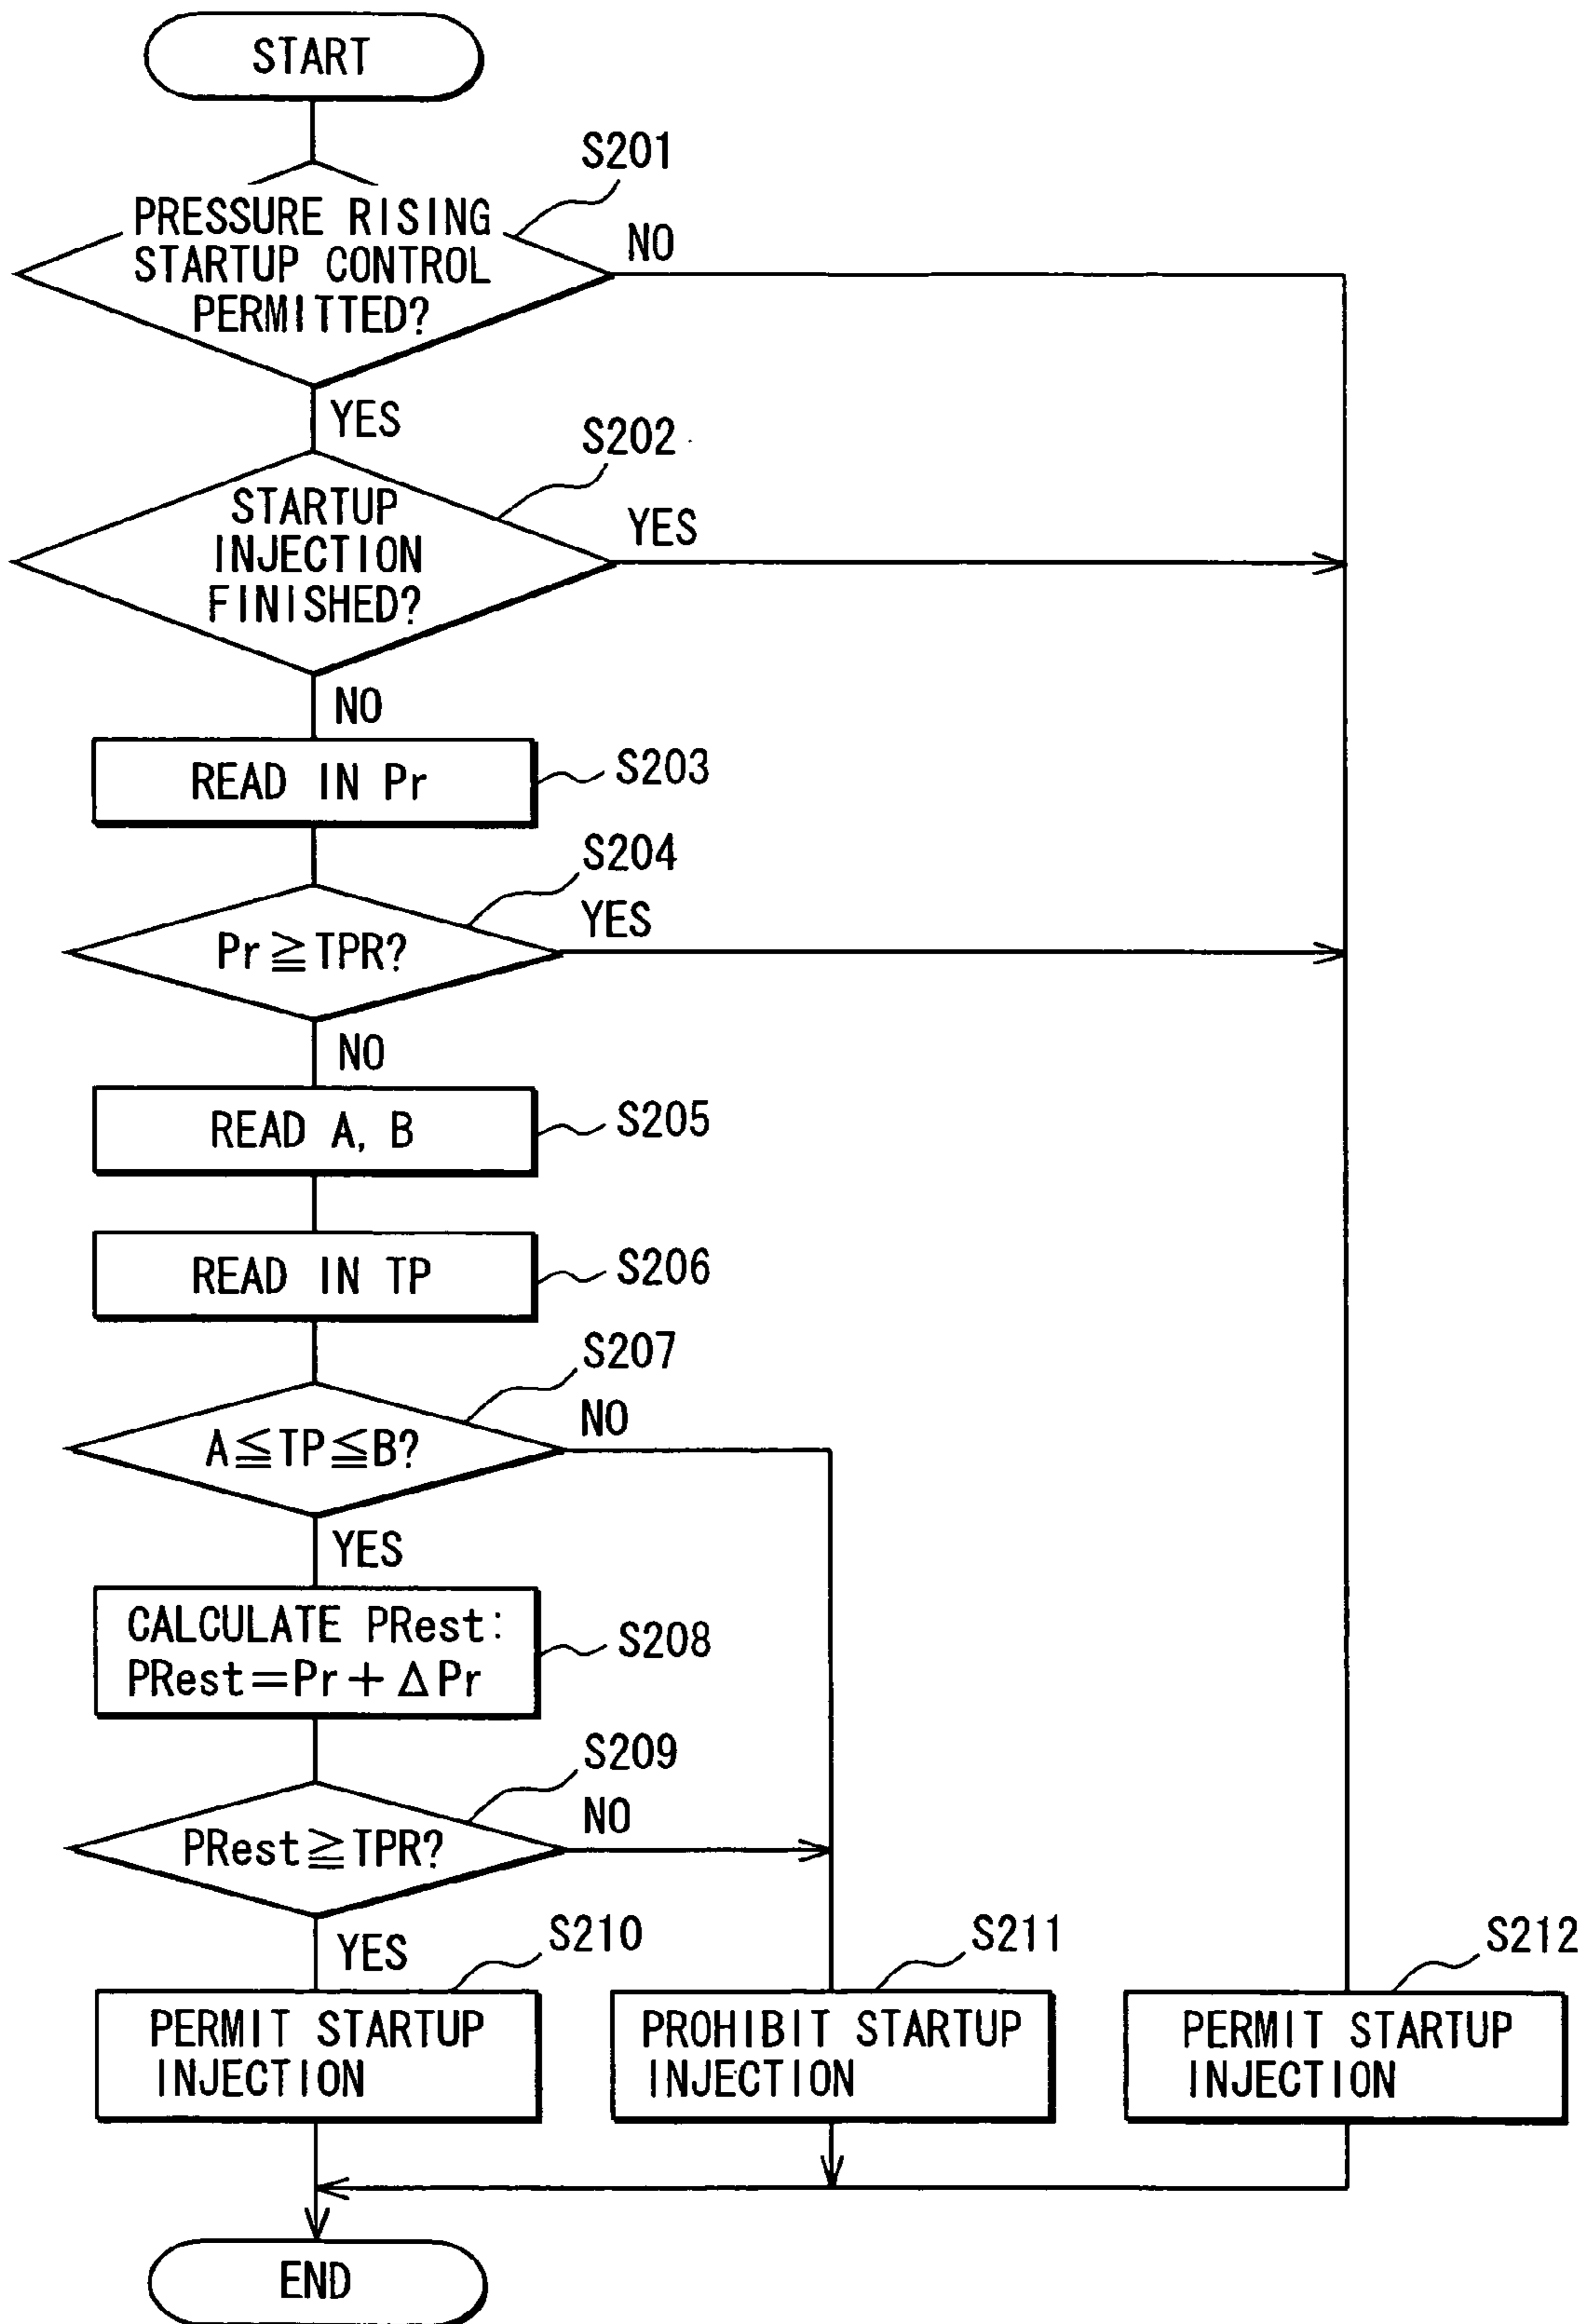 START
S201
PRESSURE RISING
STARTUP CONTROL
PERMITTED?
NO
YES
S202
STARTUP
INJECTION
FINISHED?
YES
NO
READ IN Pr
S203
S204
Pr≧TPR?
YES
NO
READ A, B
S205
READ IN TP
S206
S207
A≦TP≦B?
NO
YES
CALCULATE PRest:
PRest=Pr+ΔPr
S208
S209
PRest≧TPR?
NO
YES
S210
S211
S212
PERMIT STARTUP
INJECTION
PROHIBIT STARTUP
INJECTION
PERMIT STARTUP
INJECTION
END